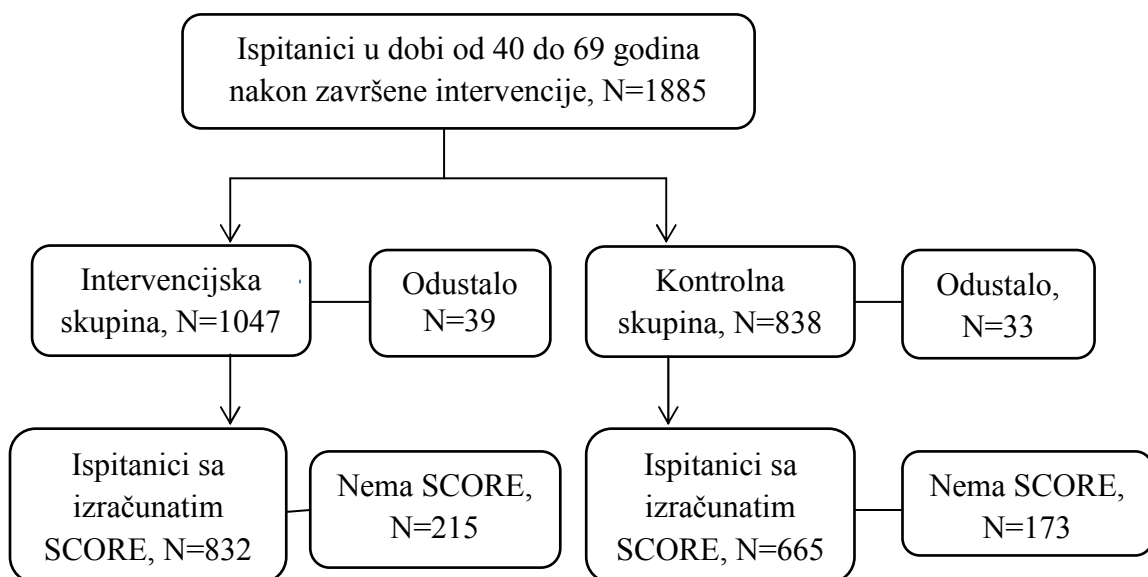 Ispitanici u dobi od 40 do 69 godina
nakon završene intervencije, N=1885
Intervencijska
skupina, N=1047
Odustalo
N=39
Kontrolna
skupina, N=838
Odustalo,
N=33
Ispitanici sa
izračunatim
SCORE, N=832
Nema SCORE,
N=215
Ispitanici sa
izračunatim
SCORE, N=665
Nema SCORE,
N=173